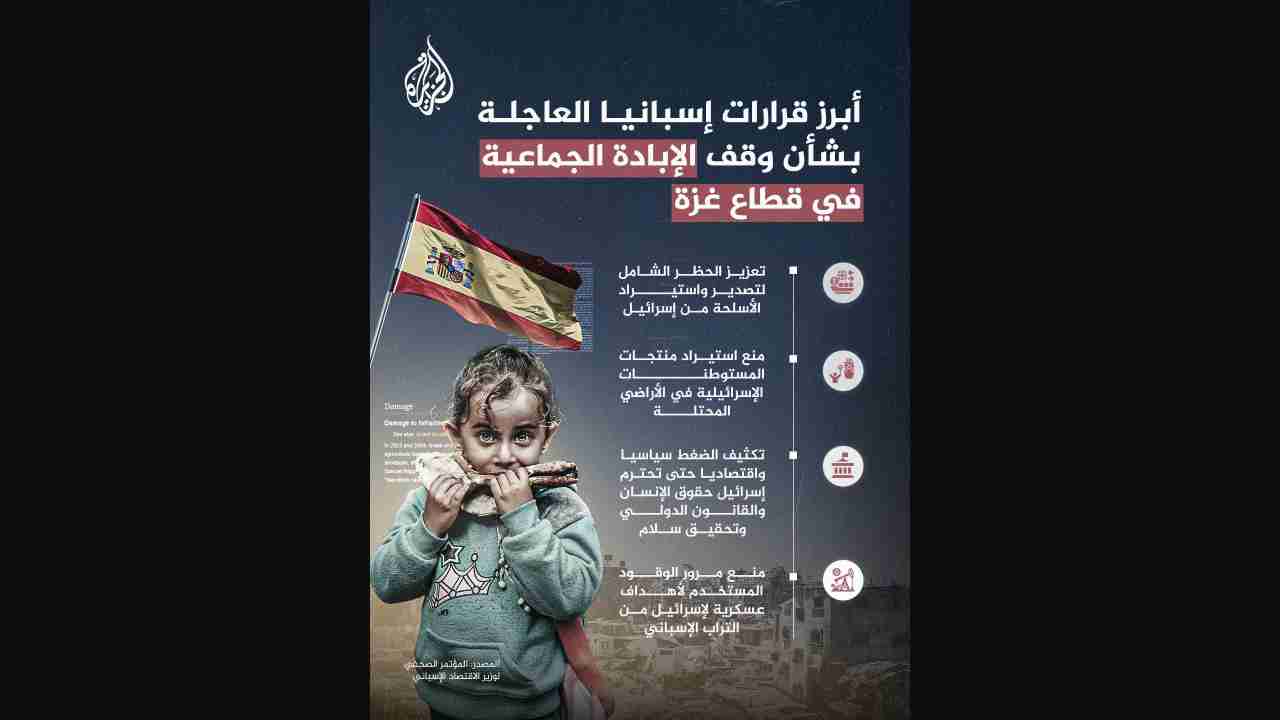 الجزيرة
أبرز قرارات إسبانيا العاجلة
بشأن وقف الإبادة الجماعية
في قطاع غزة
تعزيز الحظر الشامل
لتصدير واستيراد
الأسلحة من إسرائيل
منع استيراد منتجات
المستوطنات
الإسرائيلية في الأراضي
المحتلة
تكثيف الضغط سياسيا
واقتصاديا حتى تحترم
إسرائيل حقوق الإنسان
والقانون الدولي
وتحقيق سلام
منع مرور الوقود
المستخدم لأهداف
عسكرية لإسرائيل من
التراب الإسباني
Damage
Damage to
المصدر: المؤتمر الصحفي
لوزير الاقتصاد الإسباني